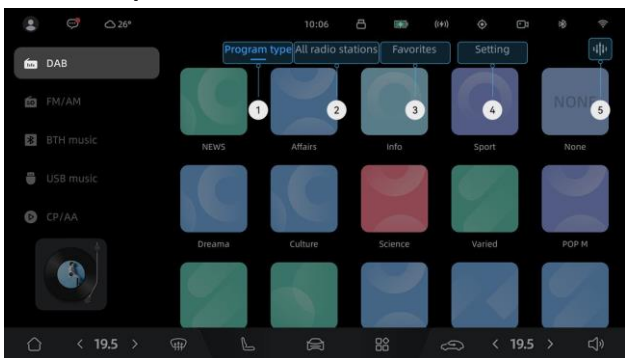 26°
10:06
Program type
All radio stations
Favorites
Setting
DAB
FM/AM
BTH music
USB music
CP/AA
1
2
3
4
5
NONE
NEWS
Affairs
Info
Sport
None
Dreama
Culture
Science
Varied
POP M
19.5
19.5